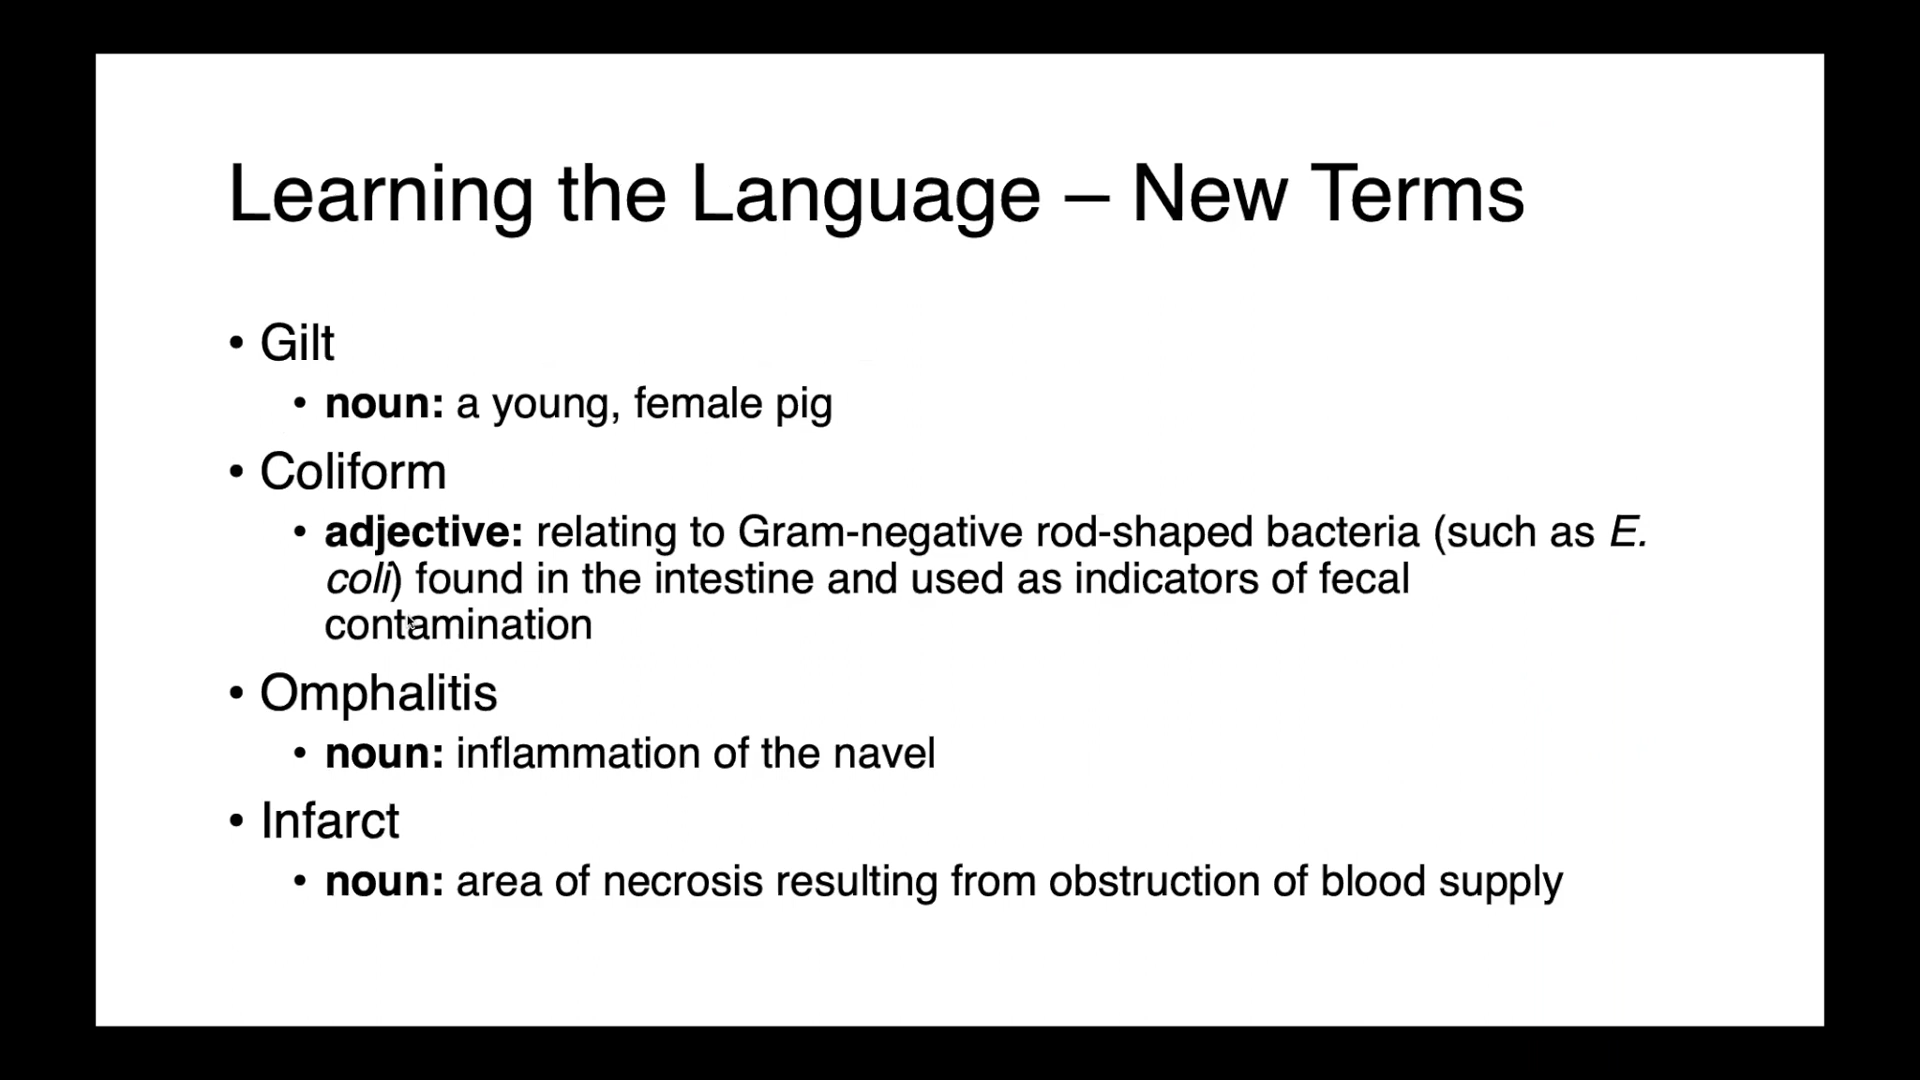 Learning the Language – New Terms
• Gilt
• noun: a young, female pig
• Coliform
• adjective: relating to Gram-negative rod-shaped bacteria (such as E.
coli) found in the intestine and used as indicators of fecal
contamination
• Omphalitis
• noun: inflammation of the navel
• Infarct
• noun: area of necrosis resulting from obstruction of blood supply